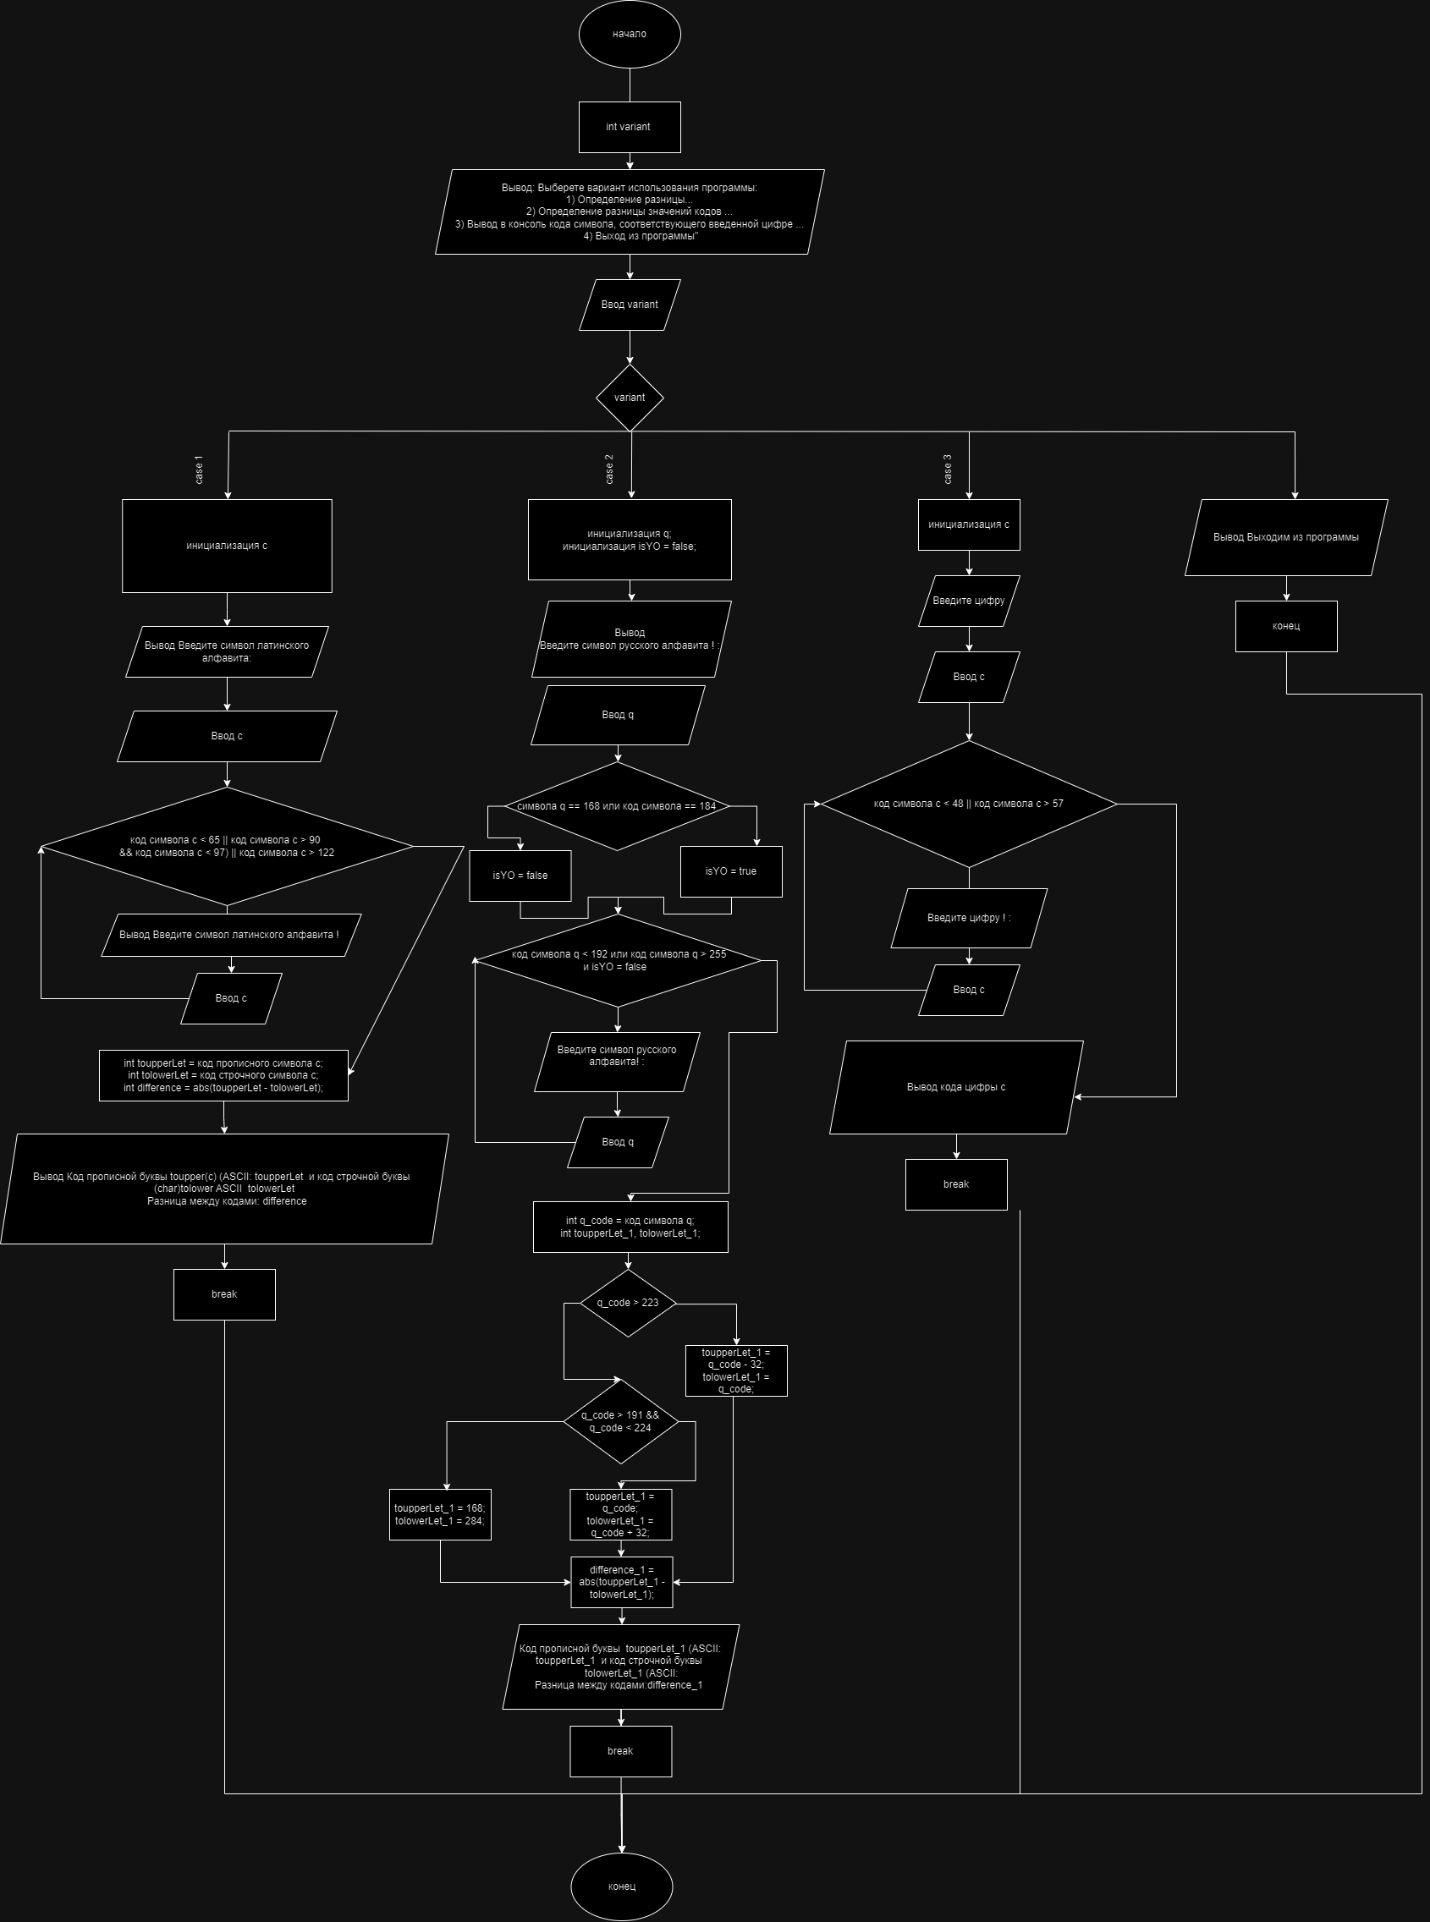 начало
int variant
Вывод: Выберете вариант использования программы:
1) Определение разницы...
2) Определение разницы значений кодов ...
3) Вывод в консоль кода символа, соответствующего введенной цифре ...
4) Выход из программы"
Ввод variant
variant
case 1
инициализация с
Вывод Введите символ латинского
алфавита:
Ввод с
код символа с < 65 || код символа с > 90
&& код символа с < 97) || код символа с > 122
Вывод Введите символ латинского алфавита !
Ввод с
int toupperLet = код прописного символа с;
int tolowerLet = код строчного символа с;
int difference = abs(toupperLet - tolowerLet);
Вывод Код прописной буквы toupper(c) (ASCII: toupperLet и код строчной буквы
(char)tolower ASCII tolowerLet
Разница между кодами: difference
break
case 2
инициализация q;
инициализация isYO = false;
Вывод
Введите символ русского алфавита ! :
Ввод q
символа q == 168 или код символа == 184
isYO = false
isYO = true
код символа q < 192 или код символа q > 255
и isYO = false
Введите символ русского
алфавита! :
Ввод q
int q_code = код символа q;
int toupperLet_1, tolowerLet_1;
q_code > 223
toupperLet_1 =
q_code - 32;
tolowerLet_1 =
q_code;
q_code > 191 &&
q_code < 224
toupperLet_1 = 168;
tolowerLet_1 = 284;
toupperLet_1 =
q_code;
tolowerLet_1 =
q_code + 32;
difference_1 =
abs(toupperLet_1 -
tolowerLet_1);
Код прописной буквы toupperLet_1 (ASCII:
toupperLet_1 и код строчной буквы
tolowerLet_1 (ASCII:
Разница между кодами:difference_1
break
case 3
инициализация с
Введите цифру
Ввод с
код символа с < 48 || код символа с > 57
Введите цифру ! :
Ввод с
Вывод кода цифры с
break
Вывод Выходим из программы
конец
конец